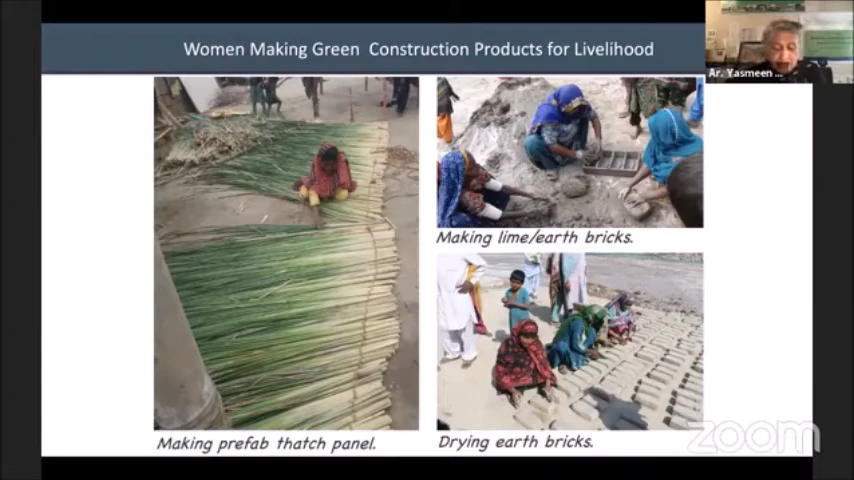 Women Making Green Construction Products for Livelihood
Ar. Yasmeen ...
Making lime/earth bricks.
Making prefab thatch panel.
Drying earth bricks.
zoom